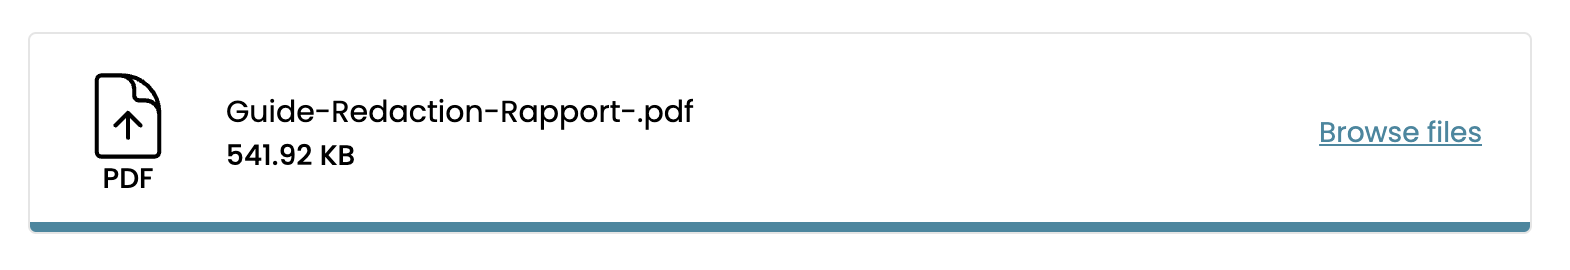 Guide-Redaction-Rapport-.pdf
541.92 KB
PDF
Browse files